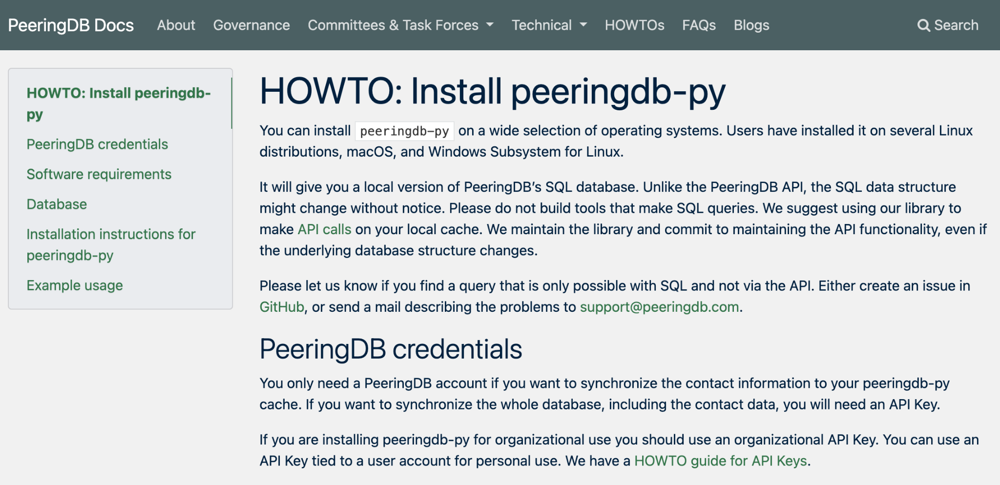 PeeringDB Docs About Governance Committees & Task Forces Technical HOWTOs FAQs Blogs Search
HOWTO: Install peeringdb-
py
PeeringDB credentials
Software requirements
Database
Installation instructions for
peeringdb-py
Example usage
HOWTO: Install peeringdb-py
You can install peeringdb-py on a wide selection of operating systems. Users have installed it on several Linux
distributions, macOS, and Windows Subsystem for Linux.
It will give you a local version of PeeringDB’s SQL database. Unlike the PeeringDB API, the SQL data structure
might change without notice. Please do not build tools that make SQL queries. We suggest using our library to
make API calls on your local cache. We maintain the library and commit to maintaining the API functionality, even if
the underlying database structure changes.
Please let us know if you find a query that is only possible with SQL and not via the API. Either create an issue in
GitHub, or send a mail describing the problems to support@peeringdb.com.
PeeringDB credentials
You only need a PeeringDB account if you want to synchronize the contact information to your peeringdb-py
cache. If you want to synchronize the whole database, including the contact data, you will need an API Key.
If you are installing peeringdb-py for organizational use you should use an organizational API Key. You can use an
API Key tied to a user account for personal use. We have a HOWTO guide for API Keys.